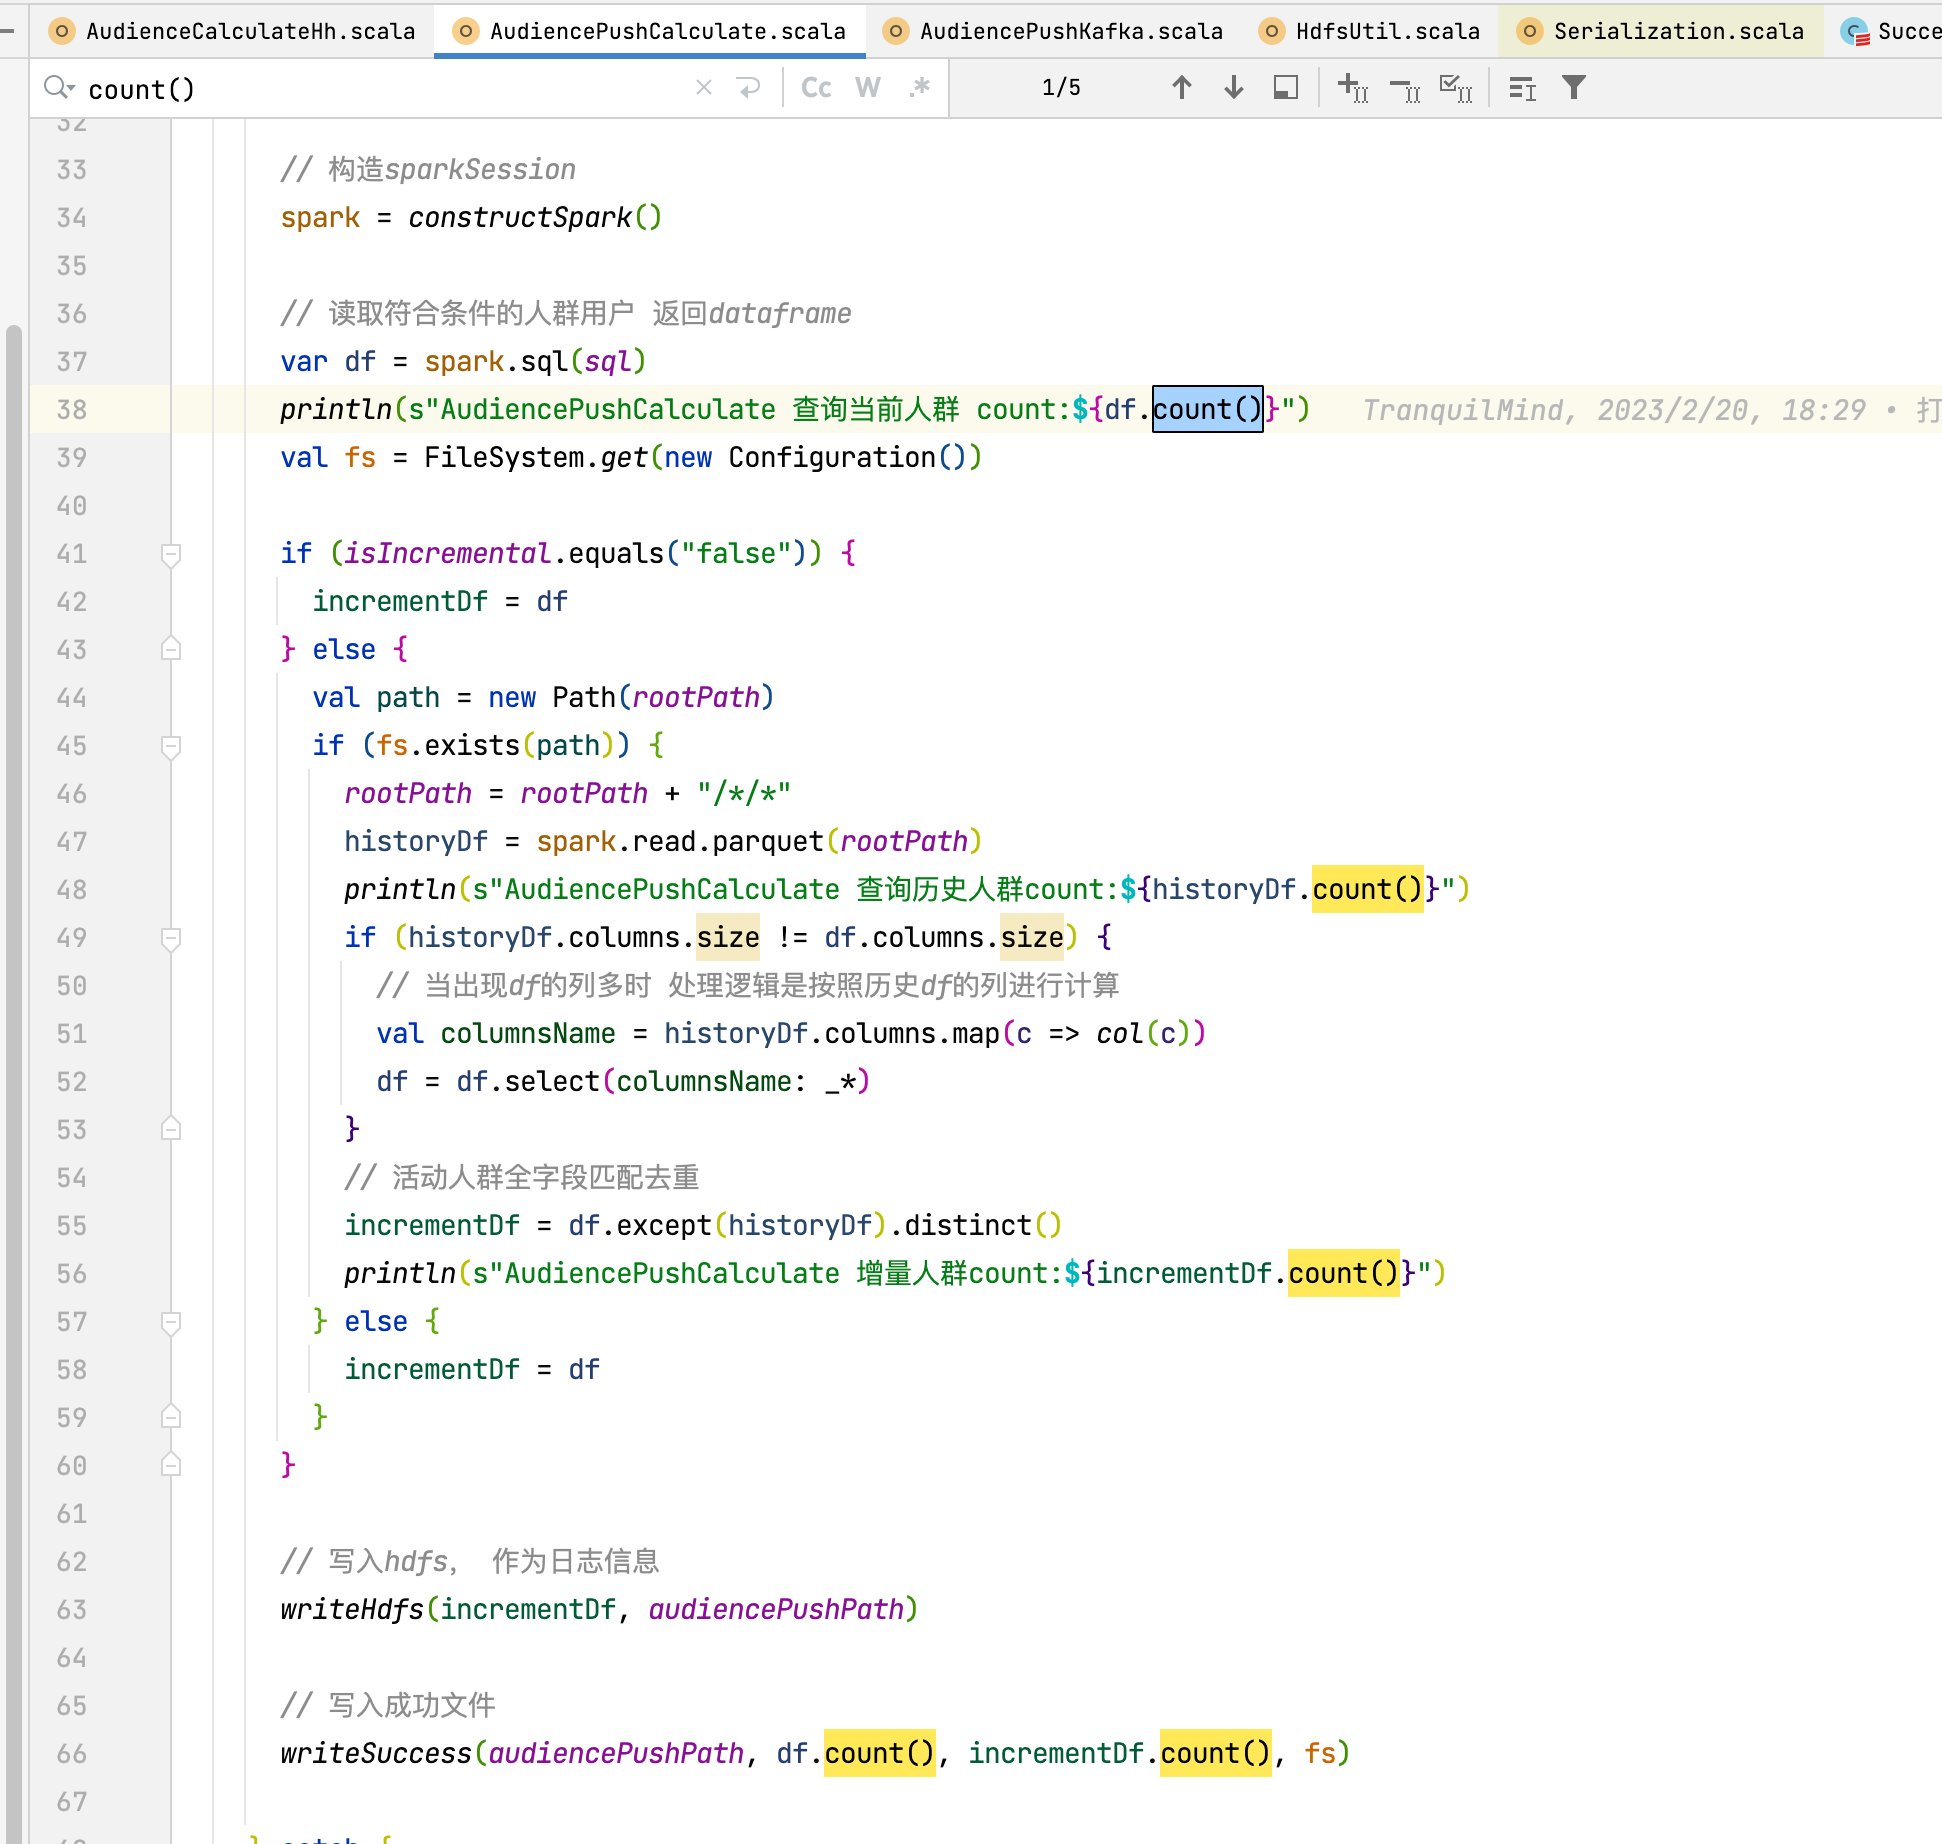 AudienceCalculateHh.scala AudiencePushCalculate.scala AudiencePushKafka.scala HdfsUtil.scala Serialization.scala Succe
count() Cc W .* 1/5
32
33 // 构造sparkSession
34 spark = constructSpark()
35
36 // 读取符合条件的人群用户 返回dataframe
37 var df = spark.sql(sql)
38 println(s"AudiencePushCalculate 查询当前人群 count:${df.count()}") TranquilMind, 2023/2/20, 18:29 • 打
39 val fs = FileSystem.get(new Configuration())
40
41 if (isIncremental.equals("false")) {
42 incrementDf = df
43 } else {
44 val path = new Path(rootPath)
45 if (fs.exists(path)) {
46 rootPath = rootPath + "/*/*"
47 historyDf = spark.read.parquet(rootPath)
48 println(s"AudiencePushCalculate 查询历史人群count:${historyDf.count()}")
49 if (historyDf.columns.size != df.columns.size) {
50 // 当出现df的列多时 处理逻辑是按照历史df的列进行计算
51 val columnsName = historyDf.columns.map(c => col(c))
52 df = df.select(columnsName: _*)
53 }
54 // 活动人群全字段匹配去重
55 incrementDf = df.except(historyDf).distinct()
56 println(s"AudiencePushCalculate 增量人群count:${incrementDf.count()}")
57 } else {
58 incrementDf = df
59 }
60 }
61
62 // 写入hdfs， 作为日志信息
63 writeHdfs(incrementDf, audiencePushPath)
64
65 // 写入成功文件
66 writeSuccess(audiencePushPath, df.count(), incrementDf.count(), fs)
67
} catch {